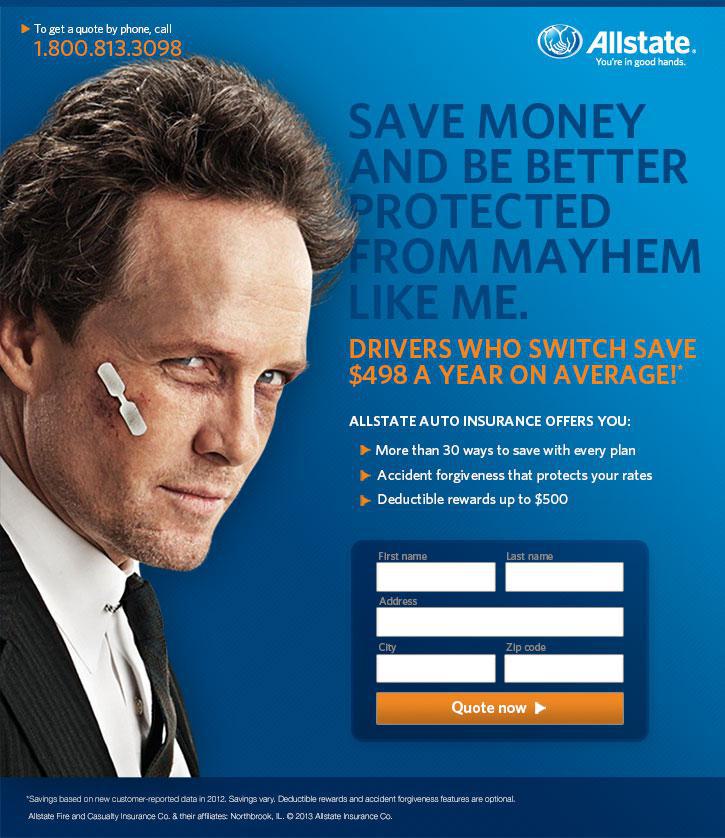 To get a quote by phone, call
1.800.813.3098
Allstate®
You're in good hands.
SAVE MONEY
AND BE BETTER
PROTECTED
FROM MAYHEM
LIKE ME.
DRIVERS WHO SWITCH SAVE
$498 A YEAR ON AVERAGE!*
ALLSTATE AUTO INSURANCE OFFERS YOU:
More than 30 ways to save with every plan
Accident forgiveness that protects your rates
Deductible rewards up to $500
First name Last name
Address
City Zip code
Quote now
*Savings based on new customer-reported data in 2012. Savings vary. Deductible rewards and accident forgiveness features are optional.
Allstate Fire and Casualty Insurance Co. & their affiliates: Northbrook, IL. © 2013 Allstate Insurance Co.